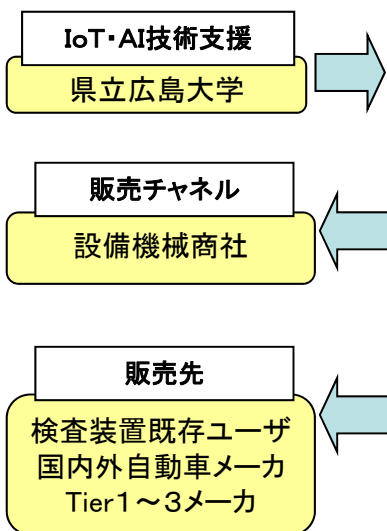 IoT・AI技術支援
県立広島大学
販売チャネル
設備機械商社
販売先
検査装置既存ユーザ
国内外自動車メーカ
Tier1～3メーカ